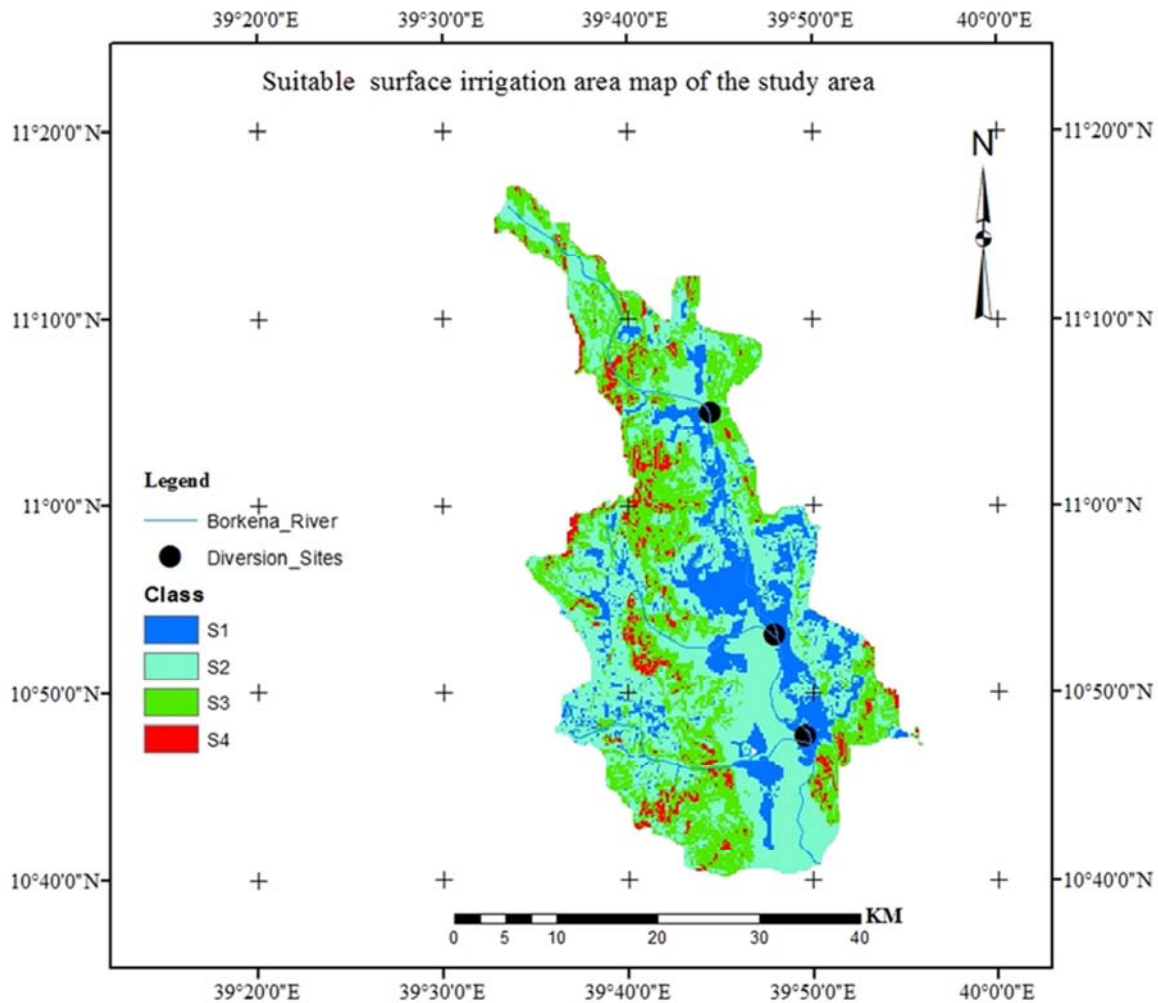 39°20'0"E 39°30'0"E 39°40'0"E 39°50'0"E 40°0'0"E
Suitable surface irrigation area map of the study area
11°20'0"N 11°20'0"N
N
11°10'0"N 11°10'0"N
Legend
11°0'0"N 11°0'0"N
Borkena_River
Diversion_Sites
Class
S1
S2
10°50'0"N 10°50'0"N
S3
S4
10°40'0"N 10°40'0"N
KM
0 5 10 20 30 40
39°20'0"E 39°30'0"E 39°40'0"E 39°50'0"E 40°0'0"E